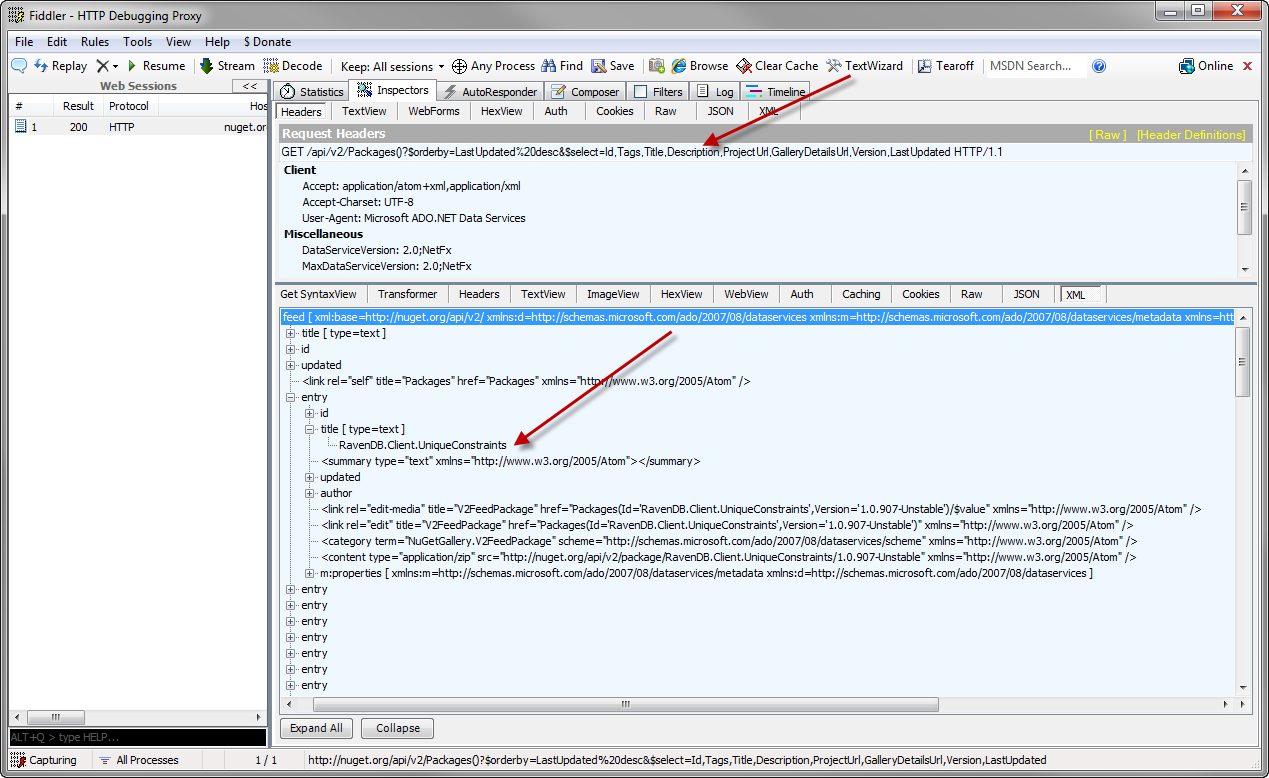 Fiddler - HTTP Debugging Proxy
File Edit Rules Tools View Help $ Donate
Replay Resume Stream Decode Keep: All sessions Any Process Find Save Browse Clear Cache TextWizard Tearoff MSDN Search... Online
Web Sessions <<
# Result Protocol Hos
1 200 HTTP nuget.or
Statistics Inspectors AutoResponder Composer Filters Log Timeline
Headers TextView WebForms HexView Auth Cookies Raw JSON XML
Request Headers [ Raw ] [Header Definitions]
GET /api/v2/Packages()?$orderby=LastUpdated%20desc&$select=Id,Tags,Title,Description,ProjectUrl,GalleryDetailsUrl,Version,LastUpdated HTTP/1.1
Client
Accept: application/atom+xml,application/xml
Accept-Charset: UTF-8
User-Agent: Microsoft ADO.NET Data Services
Miscellaneous
DataServiceVersion: 2.0;NetFx
MaxDataServiceVersion: 2.0;NetFx
Get SyntaxView Transformer Headers TextView ImageView HexView WebView Auth Caching Cookies Raw JSON XML
feed [ xml:base=http://nuget.org/api/v2/ xmlns:d=http://schemas.microsoft.com/ado/2007/08/dataservices xmlns:m=http://schemas.microsoft.com/ado/2007/08/dataservices/metadata xmlns=htt
title [ type=text ]
id
updated
<link rel="self" title="Packages" href="Packages" xmlns="http://www.w3.org/2005/Atom" />
entry
id
title [ type=text ]
RavenDB.Client.UniqueConstraints
<summary type="text" xmlns="http://www.w3.org/2005/Atom"></summary>
updated
author
<link rel="edit-media" title="V2FeedPackage" href="Packages(Id='RavenDB.Client.UniqueConstraints',Version='1.0.907-Unstable')/$value" xmlns="http://www.w3.org/2005/Atom" />
<link rel="edit" title="V2FeedPackage" href="Packages(Id='RavenDB.Client.UniqueConstraints',Version='1.0.907-Unstable')" xmlns="http://www.w3.org/2005/Atom" />
<category term="NuGetGallery.V2FeedPackage" scheme="http://schemas.microsoft.com/ado/2007/08/dataservices/scheme" xmlns="http://www.w3.org/2005/Atom" />
<content type="application/zip" src="http://nuget.org/api/v2/package/RavenDB.Client.UniqueConstraints/1.0.907-Unstable" xmlns="http://www.w3.org/2005/Atom" />
m:properties [ xmlns:m=http://schemas.microsoft.com/ado/2007/08/dataservices/metadata xmlns:d=http://schemas.microsoft.com/ado/2007/08/dataservices ]
entry
entry
entry
entry
entry
entry
entry
Expand All Collapse
ALT+Q > type HELP...
Capturing All Processes 1 / 1 http://nuget.org/api/v2/Packages()?$orderby=LastUpdated%20desc&$select=Id,Tags,Title,Description,ProjectUrl,GalleryDetailsUrl,Version,LastUpdated